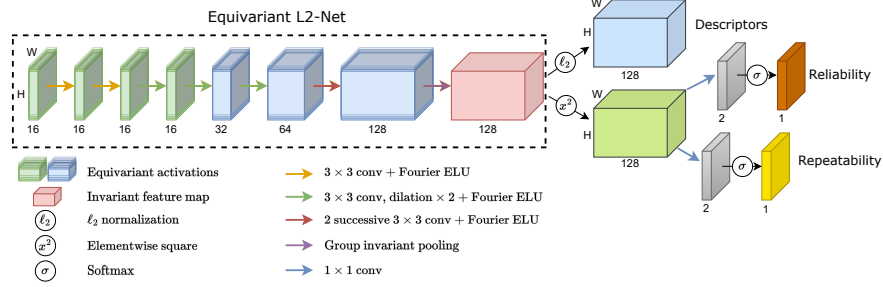 Equivariant L2-Net
W
H
16
16
16
16
32
64
128
128
ℓ₂
x²
W
H
128
Descriptors
W
H
128
2
σ
1
Reliability
2
σ
1
Repeatability
Equivariant activations
Invariant feature map
ℓ₂ ℓ₂ normalization
x² Elementwise square
σ Softmax
3 × 3 conv + Fourier ELU
3 × 3 conv, dilation × 2 + Fourier ELU
2 successive 3 × 3 conv + Fourier ELU
Group invariant pooling
1 × 1 conv